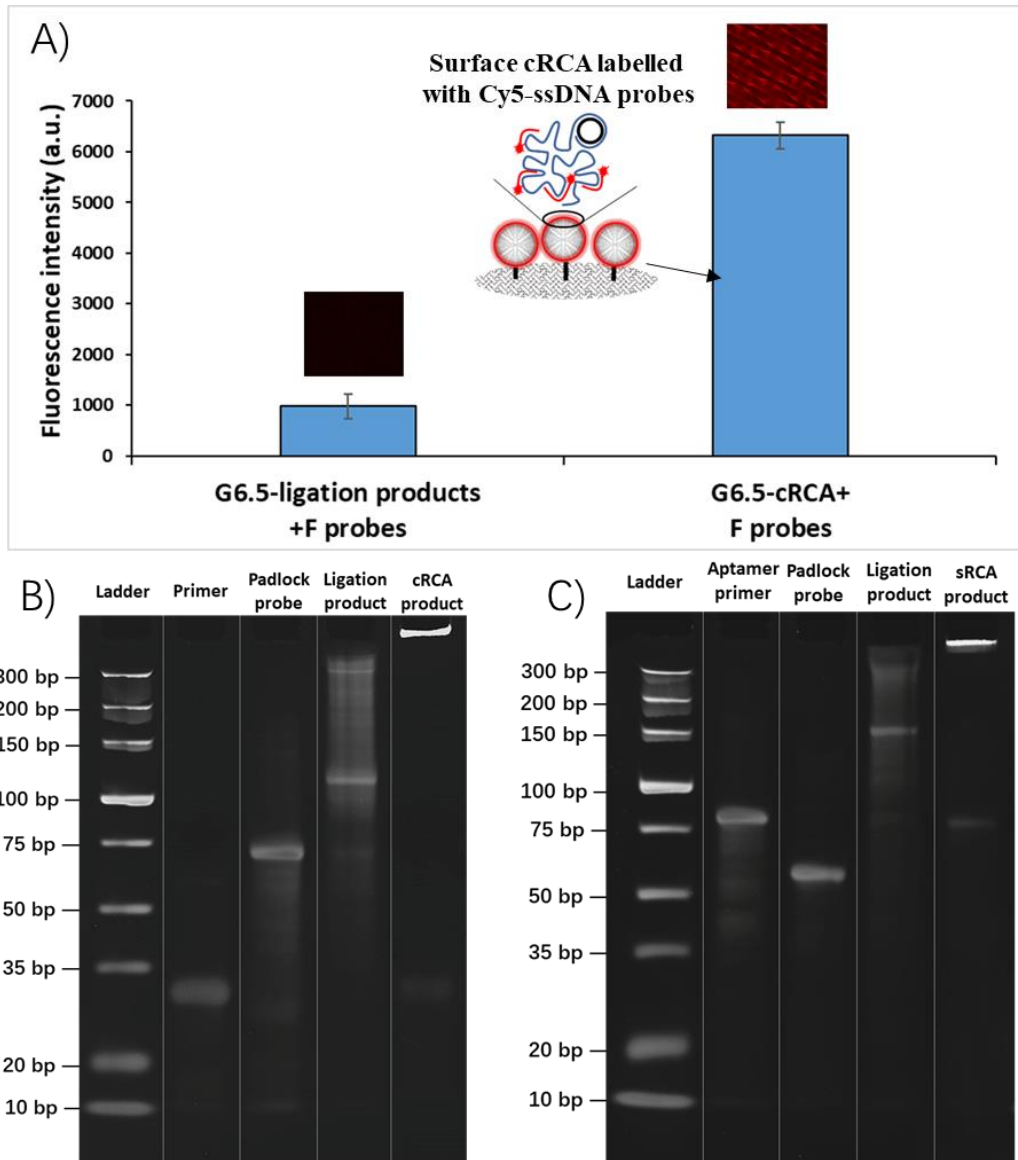 A)
Surface cRCA labelled
with Cy5-ssDNA probes
Fluorescence intensity (a.u.)
7000
6000
5000
4000
3000
2000
1000
0
G6.5-ligation products
+F probes
G6.5-cRCA+
F probes
B)
Ladder
Primer
Padlock
probe
Ligation
product
cRCA
product
300 bp
200 bp
150 bp
100 bp
75 bp
50 bp
35 bp
20 bp
10 bp
C)
Ladder
Aptamer
primer
Padlock
probe
Ligation
product
sRCA
product
300 bp
200 bp
150 bp
100 bp
75 bp
50 bp
35 bp
20 bp
10 bp